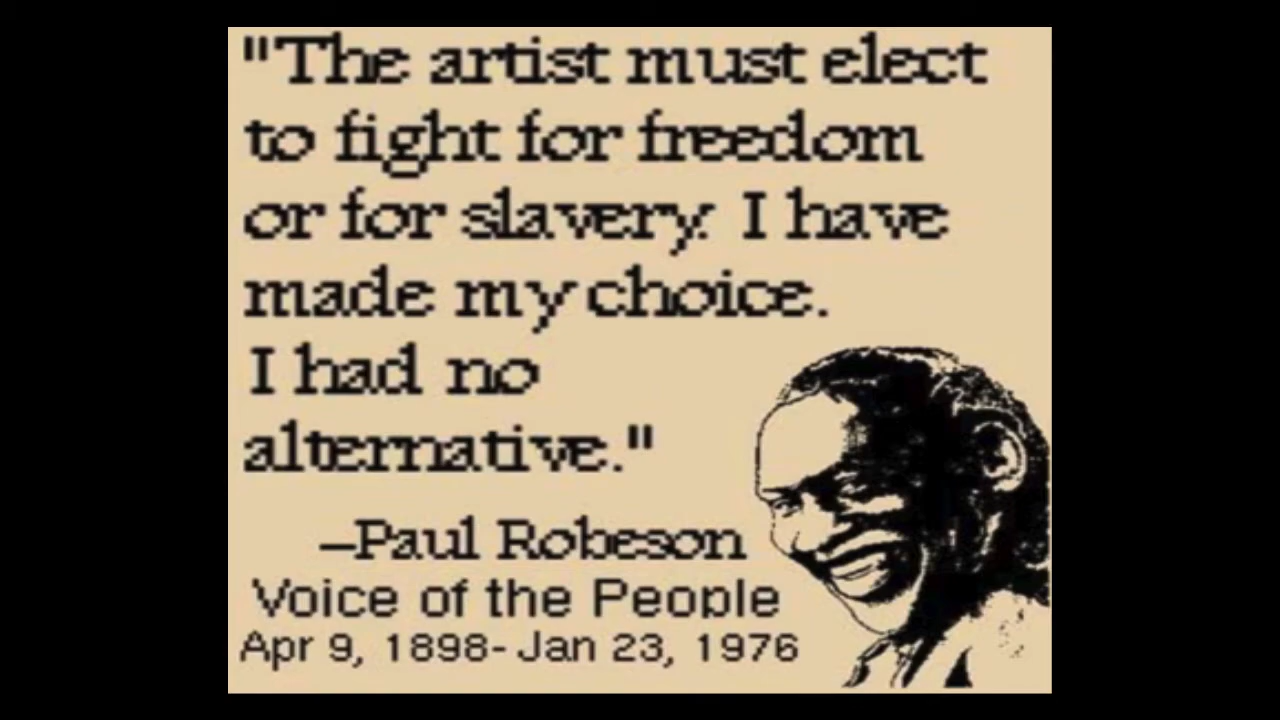 "The artist must elect
to fight for freedom
or for slavery. I have
made my choice.
I had no
alternative."
–Paul Robeson
Voice of the People
Apr 9, 1898- Jan 23, 1976